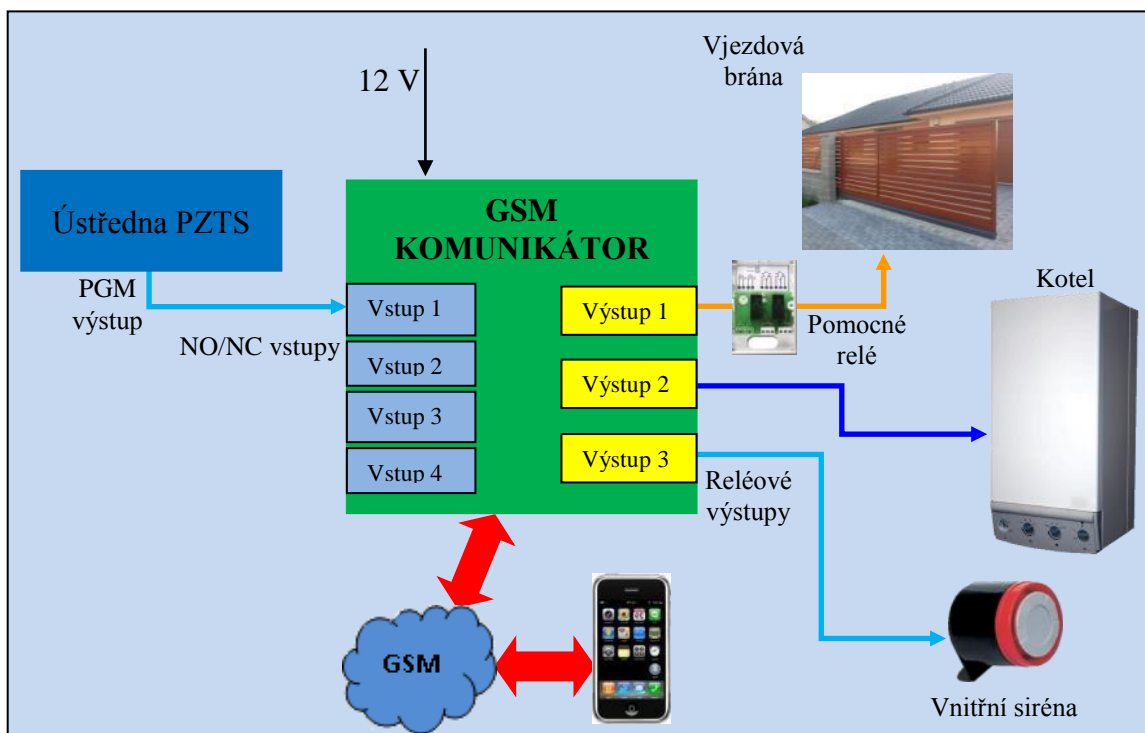 Vjezdová
brána
12 V
Ústředna PZTS
GSM
KOMUNIKÁTOR
PGM
výstup
NO/NC vstupy
Vstup 1
Vstup 2
Vstup 3
Vstup 4
Výstup 1
Výstup 2
Výstup 3
Pomocné
relé
Kotel
Reléové
výstupy
GSM
Vnitřní siréna